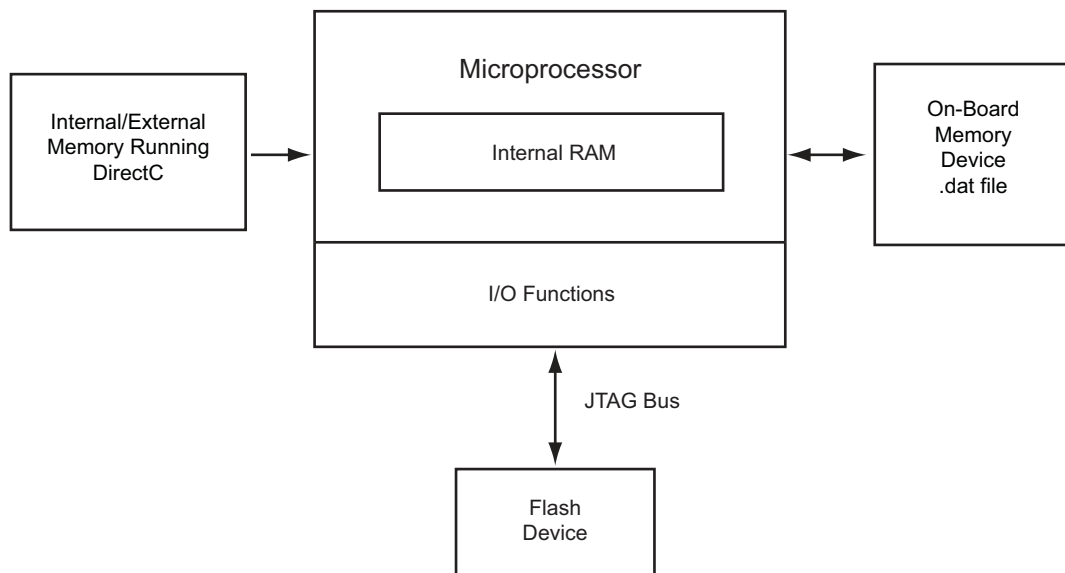 Internal/External
Memory Running
DirectC
Microprocessor
Internal RAM
I/O Functions
On-Board
Memory
Device
.dat file
JTAG Bus
Flash
Device